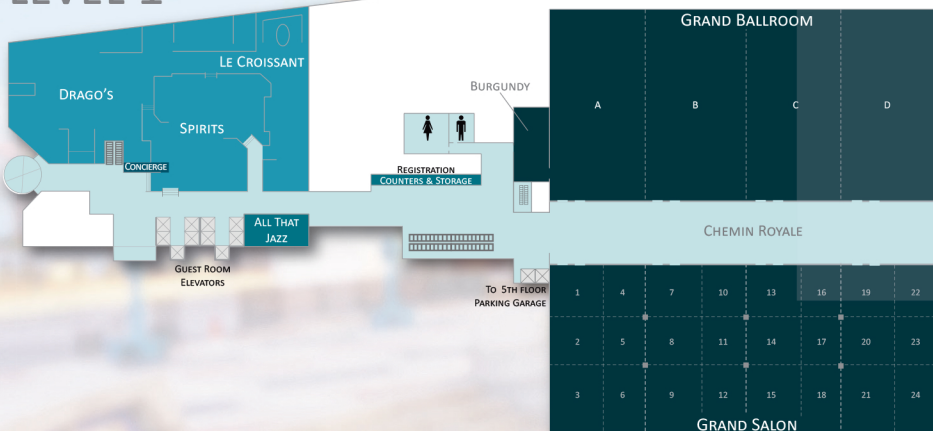 LEVEL 1
GRAND BALLROOM
LE CROISSANT
BURGUNDY
DRAGO'S
A
B
C
D
SPIRITS
CONCIERGE
REGISTRATION
COUNTERS & STORAGE
ALL THAT
JAZZ
CHEMIN ROYALE
GUEST ROOM
ELEVATORS
TO 5TH FLOOR
PARKING GARAGE
1 4 7 10 13 16 19 22
2 5 8 11 14 17 20 23
3 6 9 12 15 18 21 24
GRAND SALON